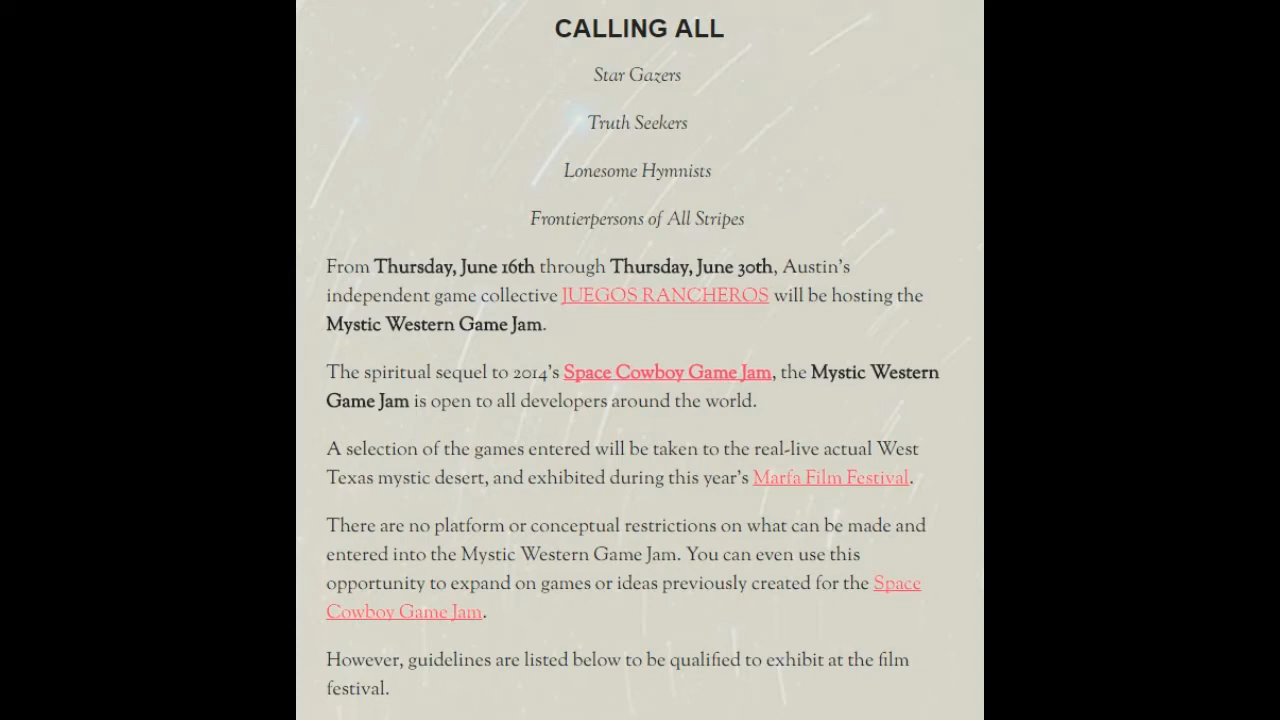 CALLING ALL
Star Gazers
Truth Seekers
Lonesome Hymnists
Frontierpersons of All Stripes
From Thursday, June 16th through Thursday, June 30th, Austin's
independent game collective JUEGOS RANCHEROS will be hosting the
Mystic Western Game Jam.
The spiritual sequel to 2014's Space Cowboy Game Jam, the Mystic Western
Game Jam is open to all developers around the world.
A selection of the games entered will be taken to the real-live actual West
Texas mystic desert, and exhibited during this year's Marfa Film Festival.
There are no platform or conceptual restrictions on what can be made and
entered into the Mystic Western Game Jam. You can even use this
opportunity to expand on games or ideas previously created for the Space
Cowboy Game Jam.
However, guidelines are listed below to be qualified to exhibit at the film
festival.